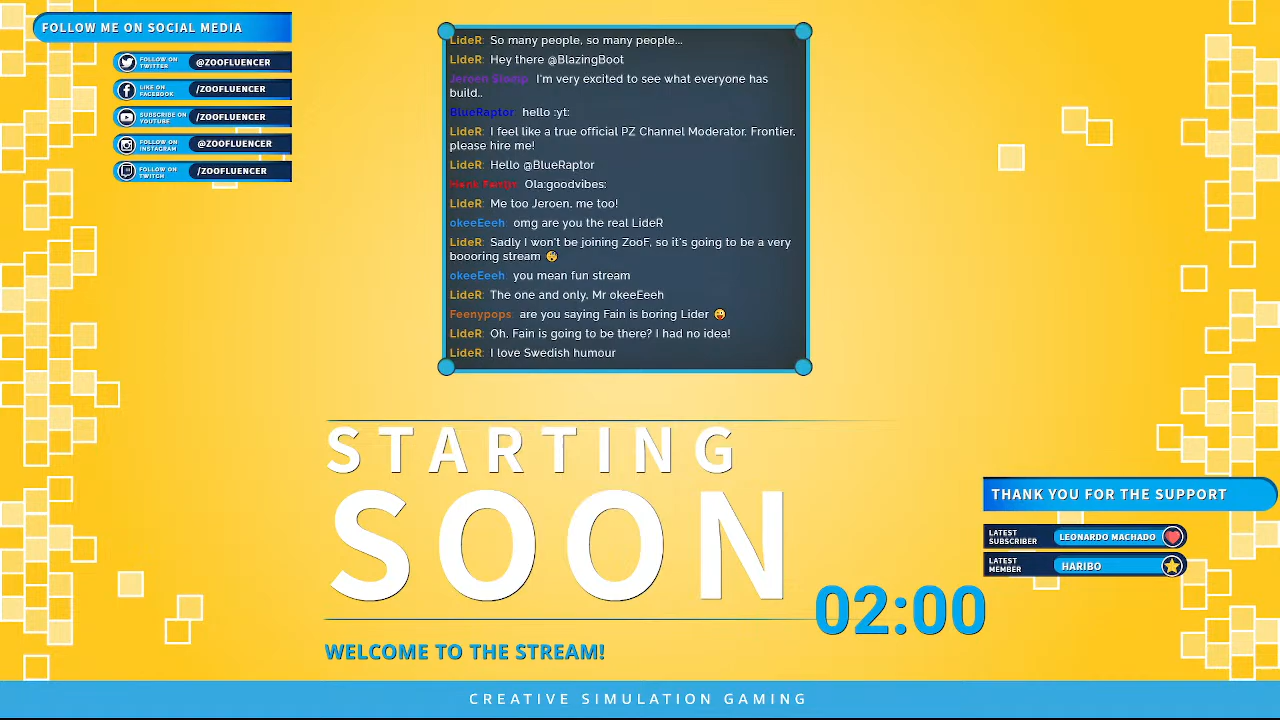 FOLLOW ME ON SOCIAL MEDIA
FOLLOW ON
TWITTER
@ZOOFLUENCER
LIKE ON
FACEBOOK
/ZOOFLUENCER
SUBSCRIBE ON
YOUTUBE
/ZOOFLUENCER
FOLLOW ON
INSTAGRAM
@ZOOFLUENCER
FOLLOW ON
TWITCH
/ZOOFLUENCER
LideR: So many people, so many people...
LideR: Hey there @BlazingBoot
Jeroen Stomp: I'm very excited to see what everyone has
build..
BlueRaptor: hello :yt:
LideR: I feel like a true official PZ Channel Moderator. Frontier,
please hire me!
LideR: Hello @BlueRaptor
Ola:goodvibes:
LideR: Me too Jeroen, me too!
okeeEeeh: omg are you the real LideR
LideR: Sadly I won't be joining ZooF, so it's going to be a very
boooring stream
okeeEeeh: you mean fun stream
LideR: The one and only, Mr okeeEeeh
Feenypops: are you saying Fain is boring Lider
LideR: Oh, Fain is going to be there? I had no idea!
LideR: I love Swedish humour
STARTING
SOON
02:00
WELCOME TO THE STREAM!
THANK YOU FOR THE SUPPORT
LATEST
SUBSCRIBER
LEONARDO MACHADO
LATEST
MEMBER
HARIBO
CREATIVE SIMULATION GAMING